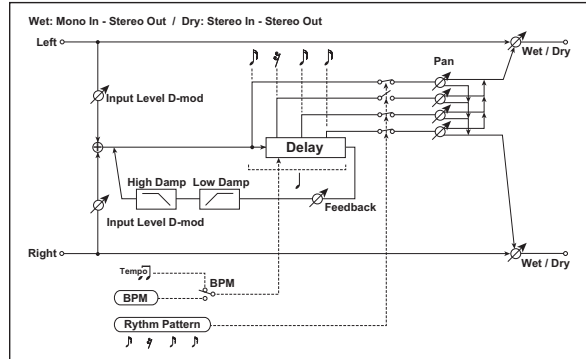 Wet: Mono In - Stereo Out / Dry: Stereo In - Stereo Out
Left
Wet / Dry
Pan
Input Level D-mod
Delay
High Damp
Low Damp
Feedback
Input Level D-mod
Right
Wet / Dry
Tempo
BPM
BPM
Rythm Pattern